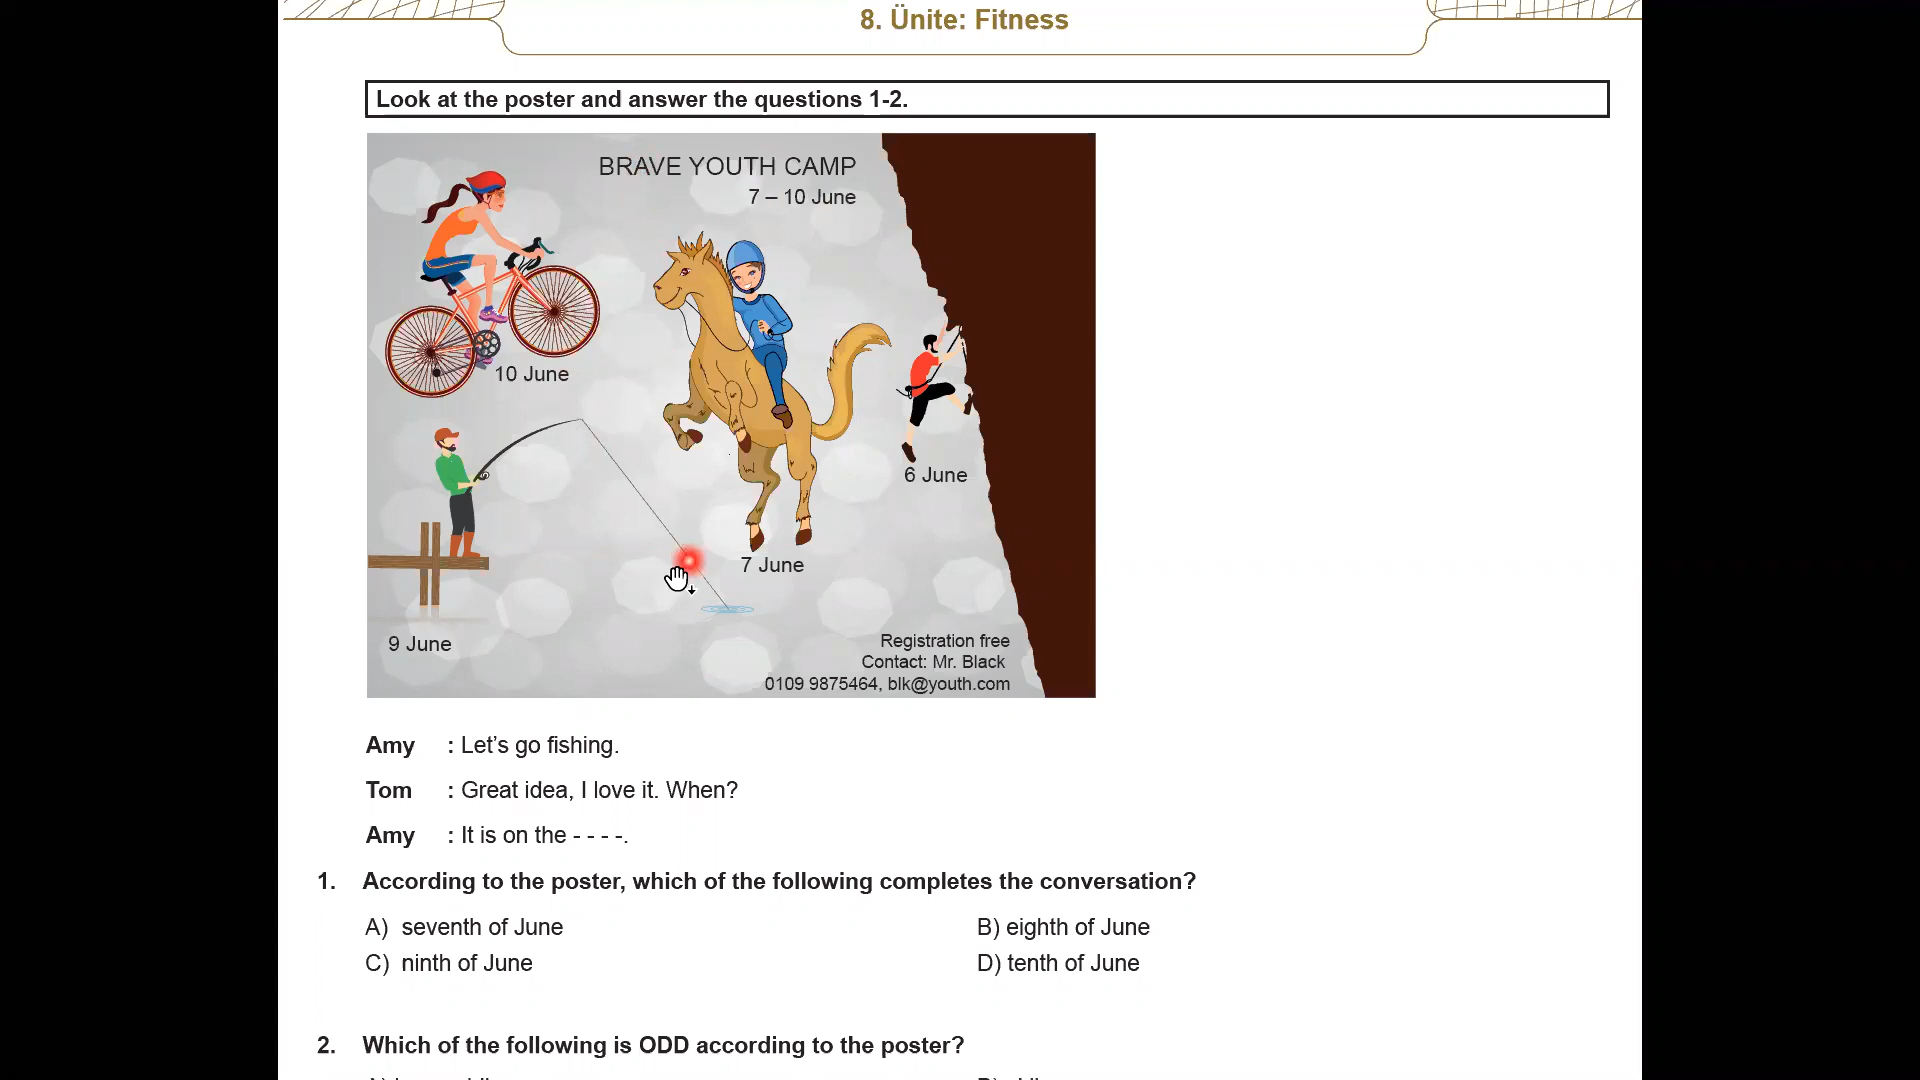 8. Ünite: Fitness
Look at the poster and answer the questions 1-2.
BRAVE YOUTH CAMP
7 – 10 June
10 June
6 June
7 June
9 June
Registration free
Contact: Mr. Black
0109 9875464, blk@youth.com
Amy : Let’s go fishing.
Tom : Great idea, I love it. When?
Amy : It is on the - - - -.
1. According to the poster, which of the following completes the conversation?
A) seventh of June
B) eighth of June
C) ninth of June
D) tenth of June
2. Which of the following is ODD according to the poster?